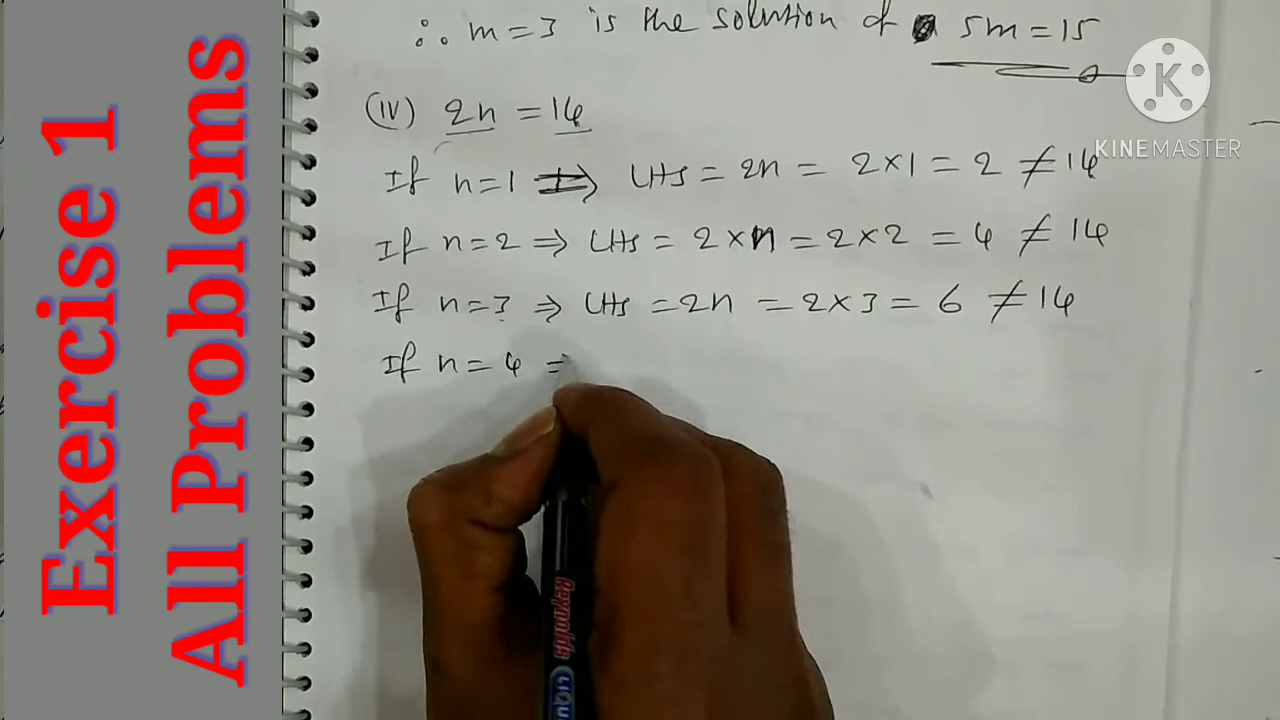 Exercise 1
All Problems
∴ m = 3 is the solution of 5m = 15
(iv) 2n = 14
If n=1 ⇒ LHS = 2n = 2×1 = 2 ≠ 14
If n=2 ⇒ LHS = 2×n = 2×2 = 4 ≠ 14
If n=3 ⇒ LHS = 2n = 2×3 = 6 ≠ 14
If n=4 =
K
KINEMASTER
Reynolds
LIQU